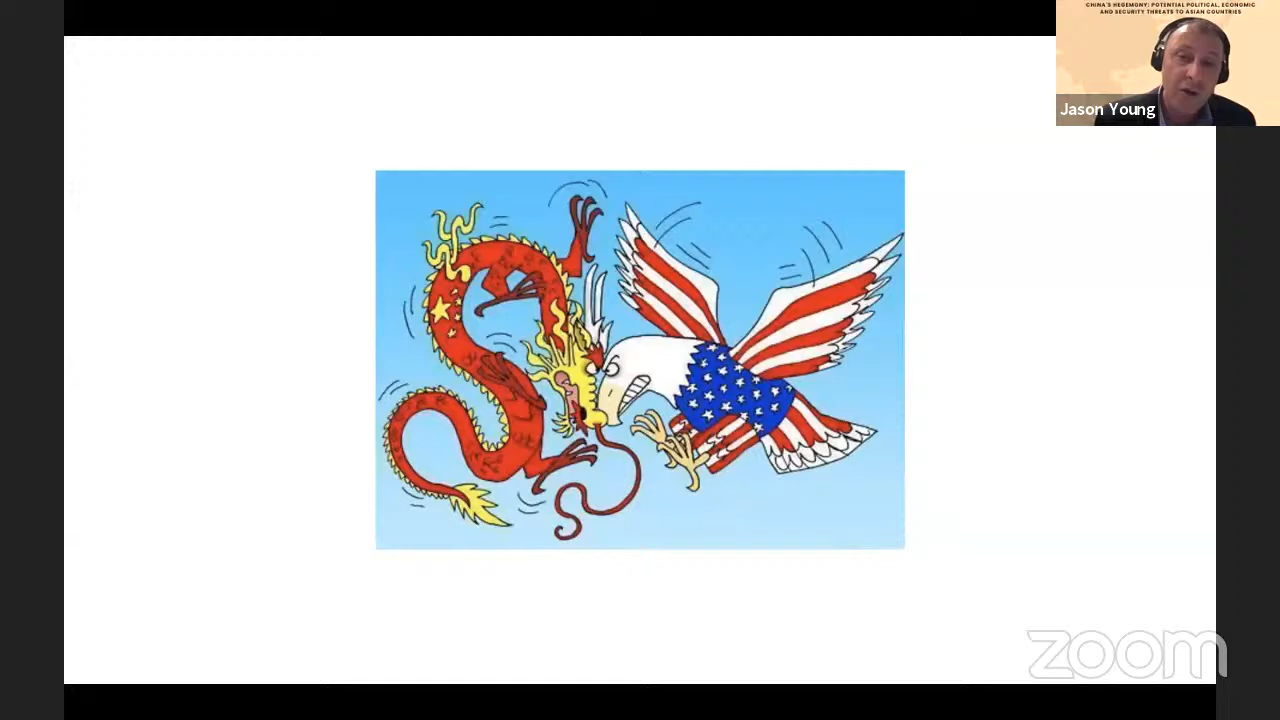 CHINA'S HEGEMONY: POTENTIAL POLITICAL, ECONOMIC
AND SECURITY THREATS TO ASIAN COUNTRIES
Jason Young
zoom